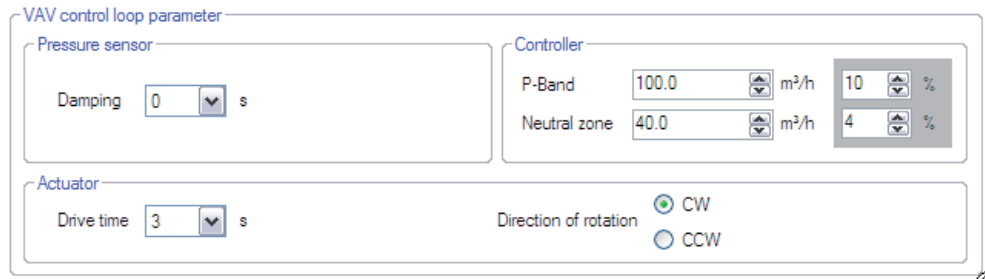 VAV control loop parameter
Pressure sensor
Damping 0 s
Controller
P-Band 100.0 m³/h 10 %
Neutral zone 40.0 m³/h 4 %
Actuator
Drive time 3 s
Direction of rotation
CW
CCW